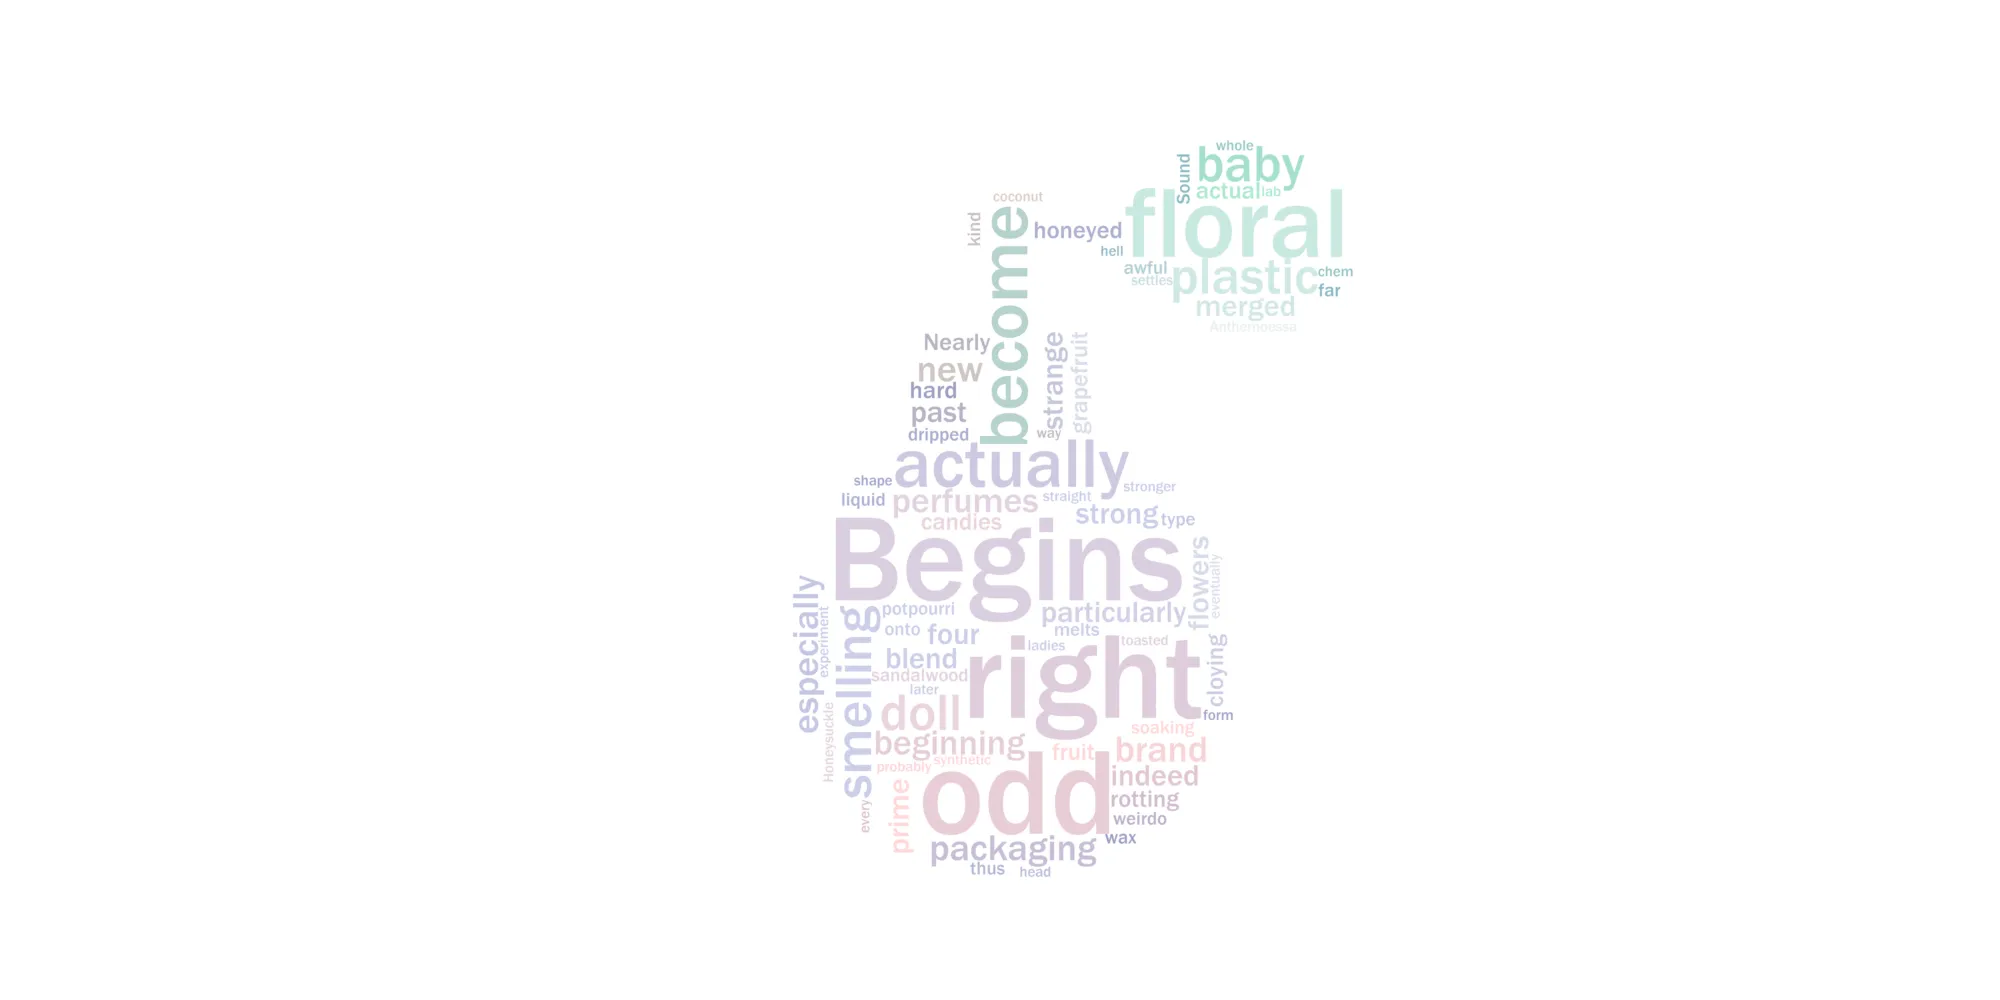 whole
Sound
baby
actual
lab
floral
coconut
kind
honeyed
hell
become
awful
plastic
chem
settles
far
merged
Anthernoessa
Nearly
strange
grapefruit
new
hard
past
dripped
way
actually
shape
stronger
liquid
perfumes
straight
candies
strong
type
Begins
flowers
eventually
especially
experiment
smelling
potpourri
particularly
onto
four
melts
ladies
toasted
blend
right
cloying
sandalwood
later
doll
form
Honeysuckle
soaking
beginning
fruit
brand
probably
synthetic
odd
indeed
prime
rotting
every
weirdo
wax
packaging
thus
head